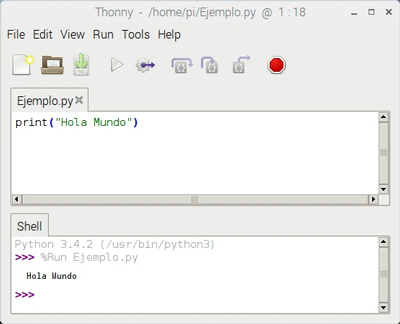 Thonny - /home/pi/Ejemplo.py @ 1 : 18
File Edit View Run Tools Help
Ejemplo.py
print("Hola Mundo")
Shell
Python 3.4.2 (/usr/bin/python3)
>>> %Run Ejemplo.py
Hola Mundo
>>>